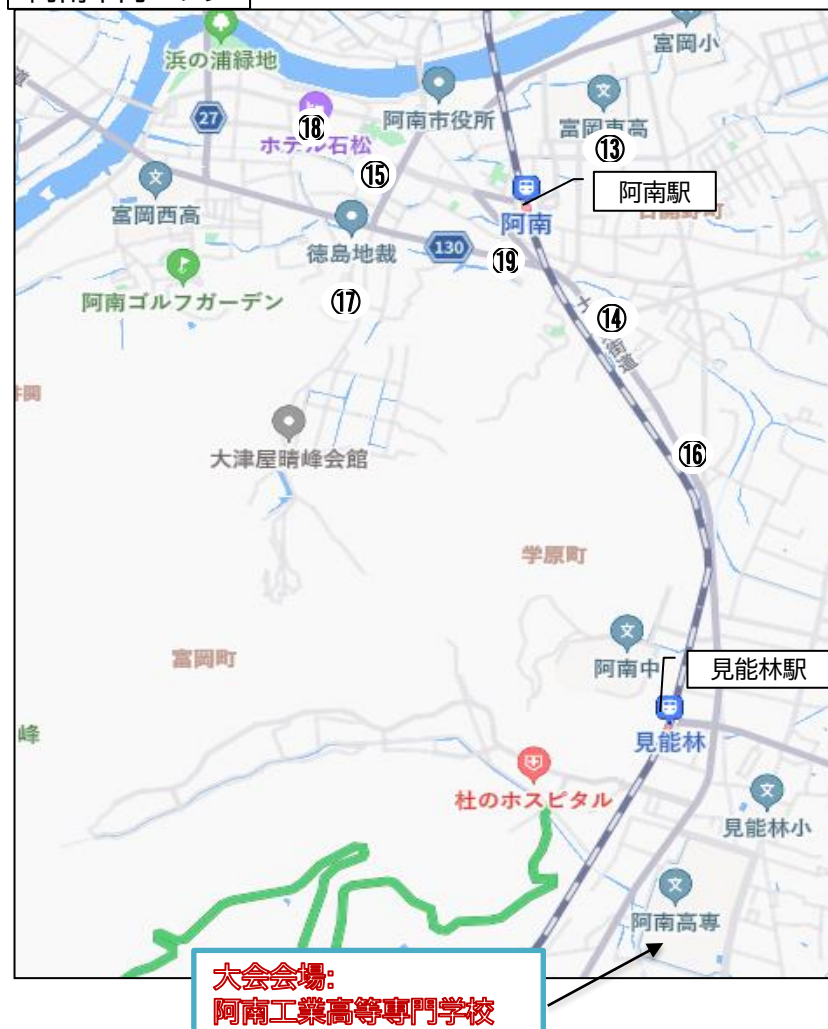 富岡小
浜の浦緑地
27
⑱
ホテル石松
阿南市役所
富岡東高
⑬
⑮
阿南駅
富岡西高
阿南
徳島地裁
130
⑲
阿南ゴルフガーデン
⑰
⑭
街道
大津屋晴峰会館
⑯
学原町
富岡町
阿南中
見能林駅
峰
見能林
杜のホスピタル
見能林小
阿南高専
大会会場:
阿南工業高等専門学校